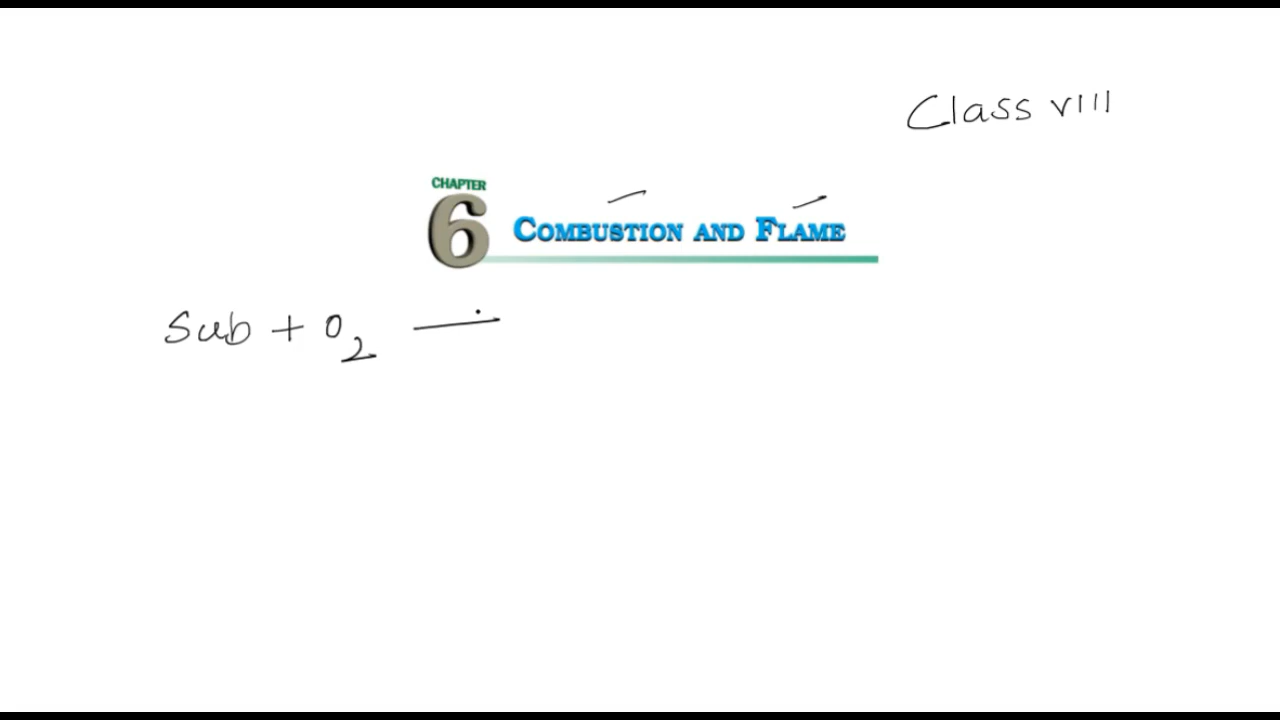 Class VIII
CHAPTER
6 COMBUSTION AND FLAME
Sub + O₂